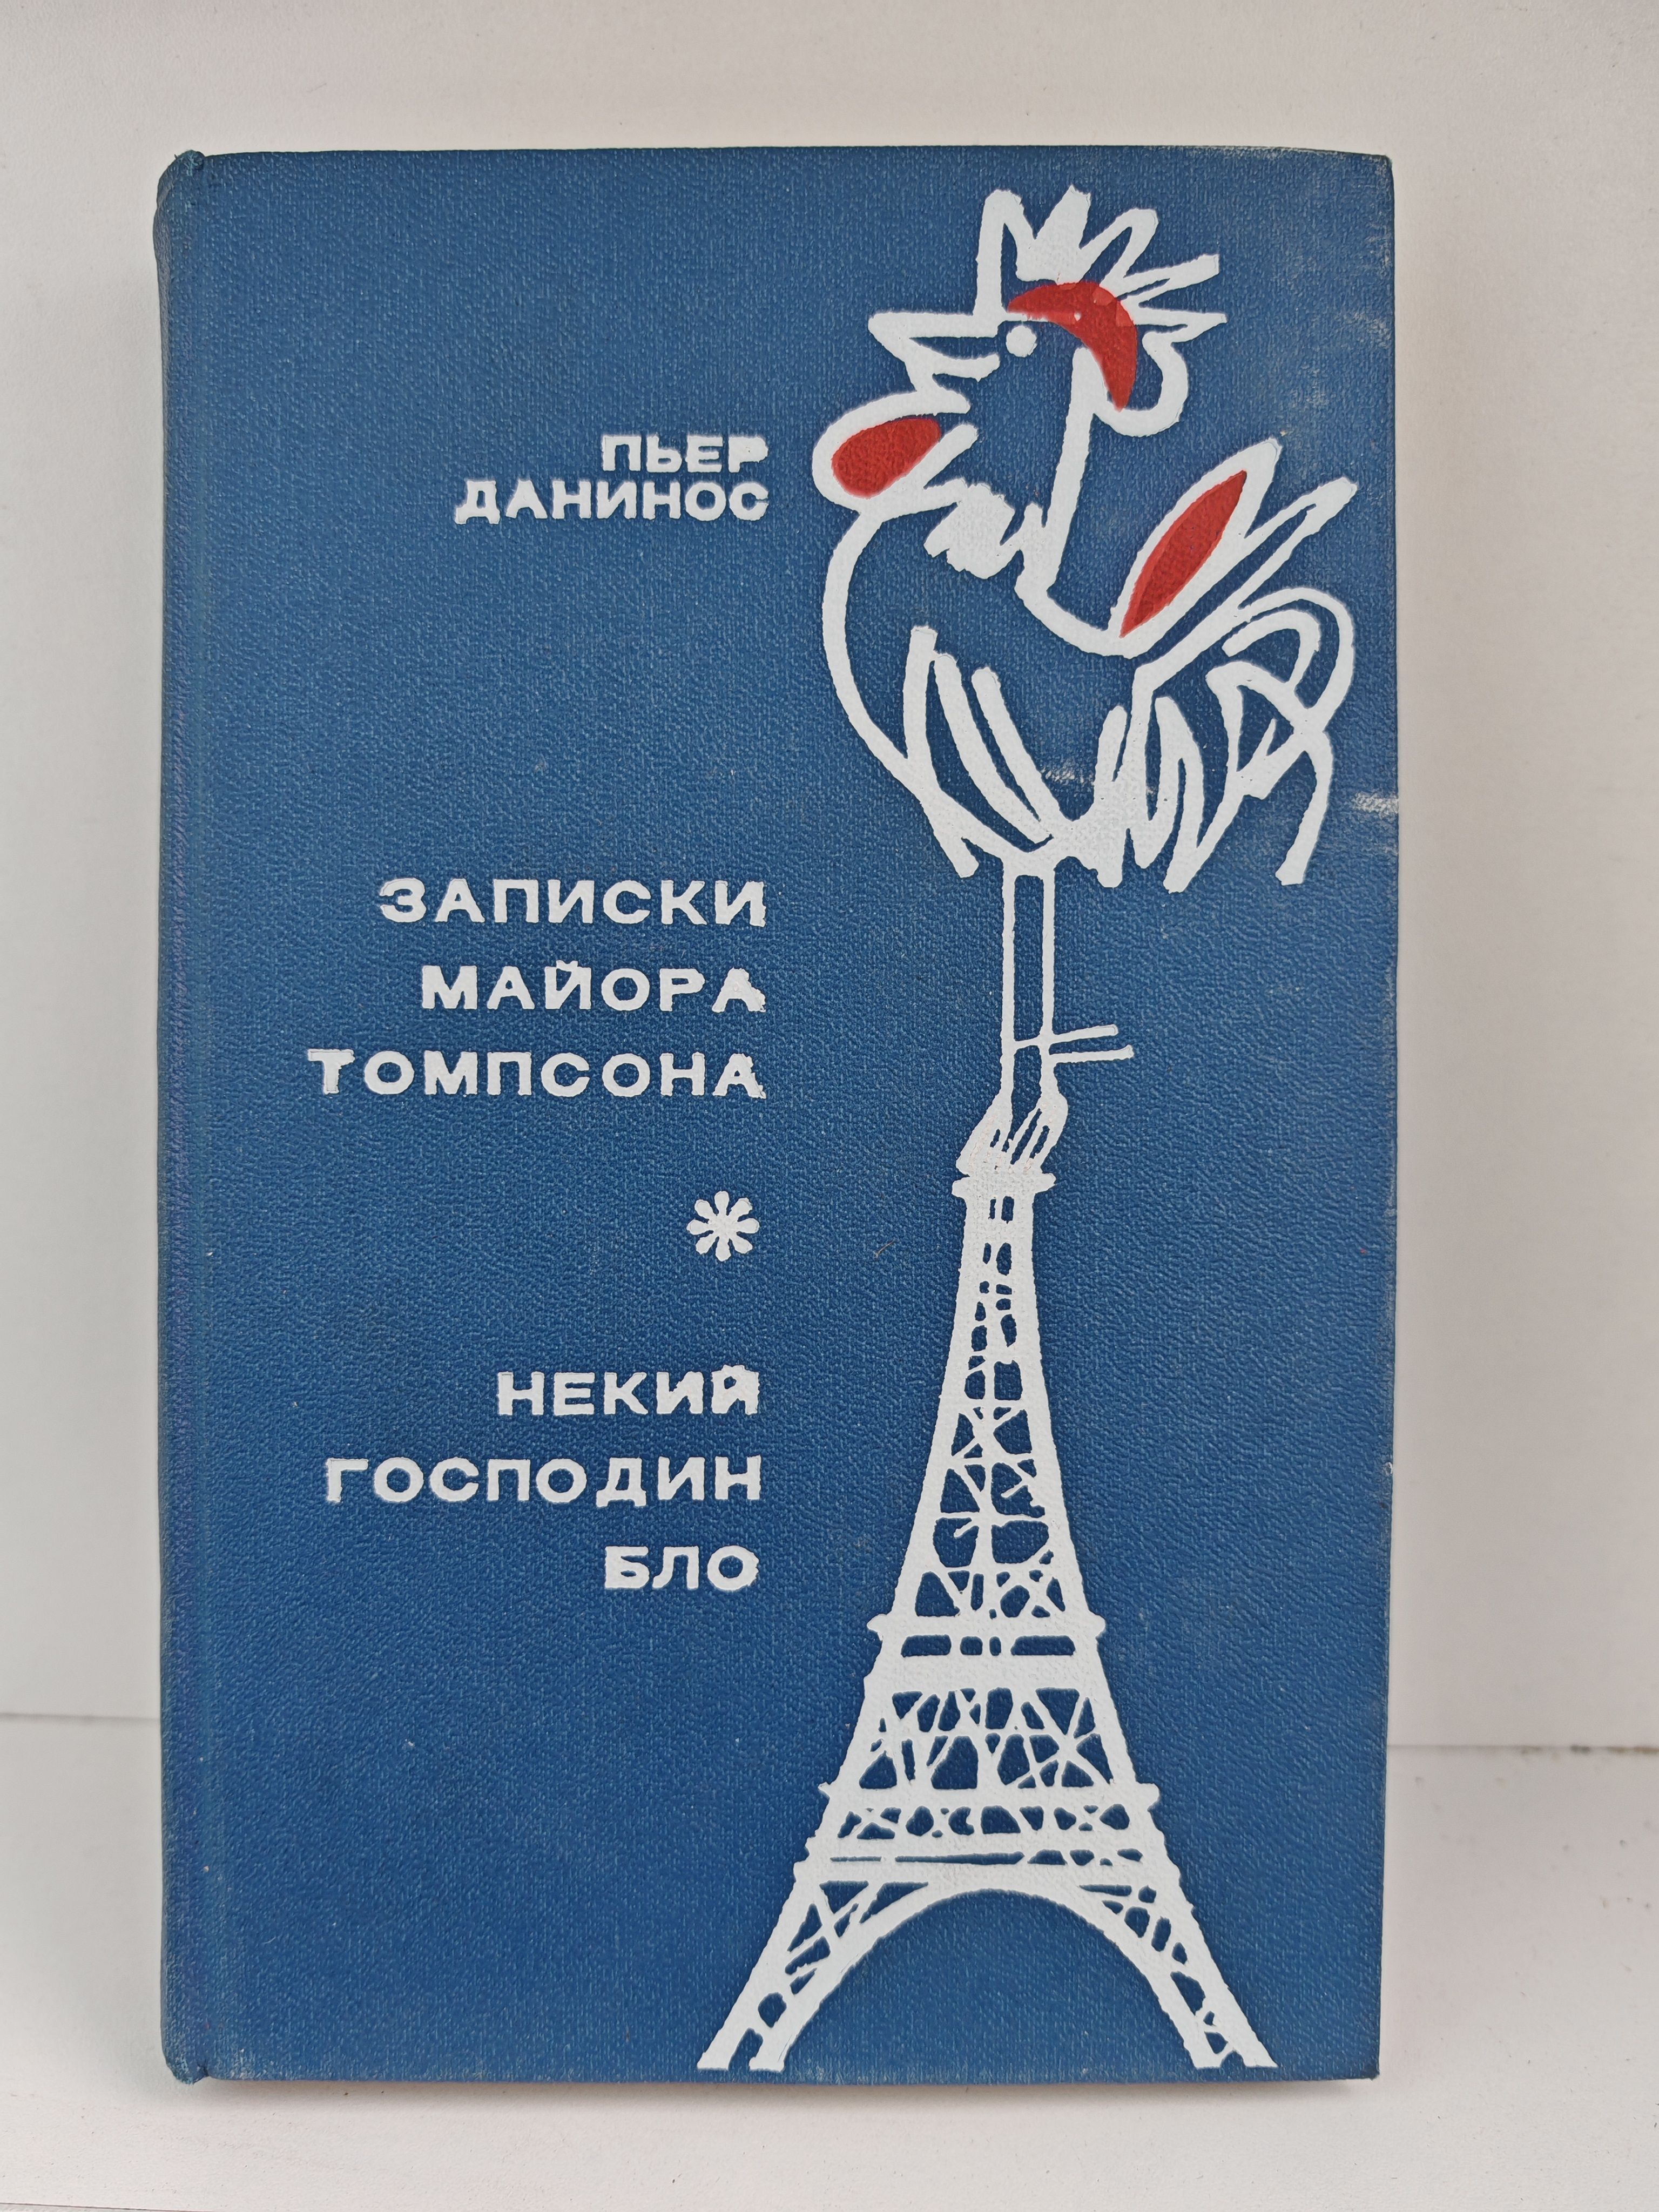 ПЬЕР
ДАНИНОС
ЗАПИСКИ
МАЙОРА
ТОМПСОНА
НЕКИЙ
ГОСПОДИН
БЛО